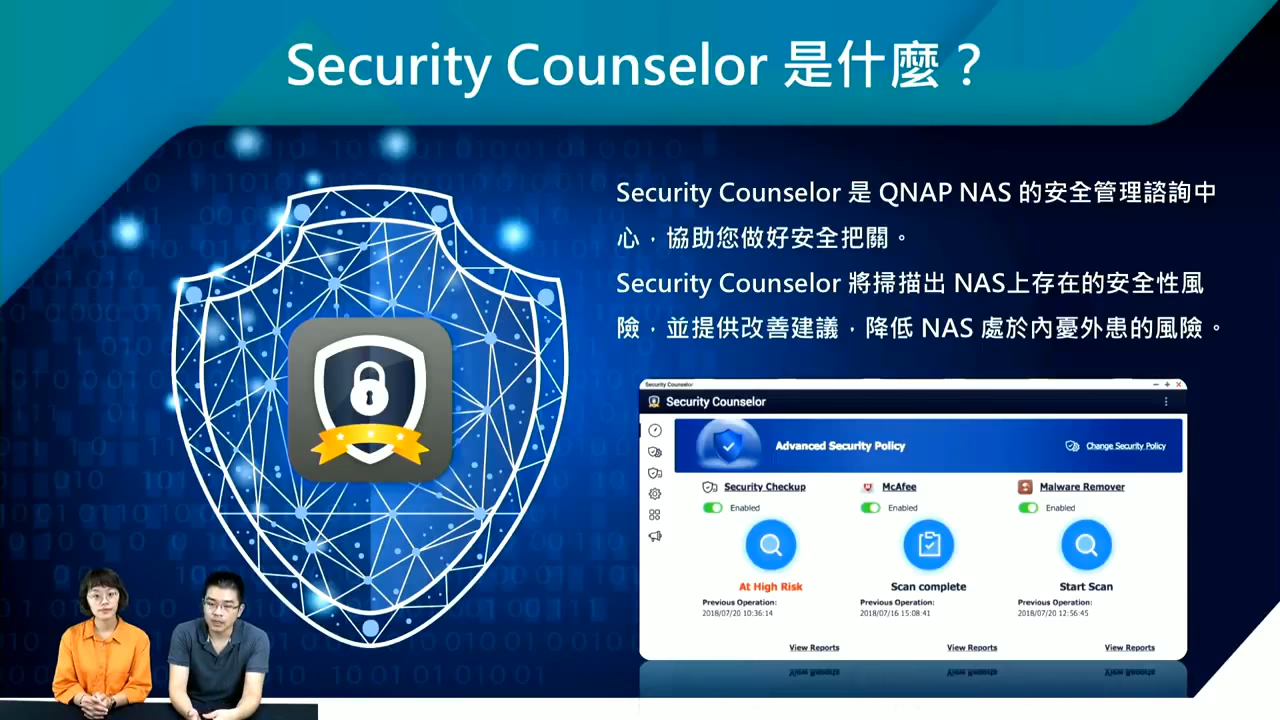 Security Counselor 是什麼？
Security Counselor 是 QNAP NAS 的安全管理諮詢中
心，協助您做好安全把關。
Security Counselor 將掃描出 NAS上存在的安全性風
險，並提供改善建議，降低 NAS 處於內憂外患的風險。
Security Counselor
Security Counselor
Advanced Security Policy
Change Security Policy
Security Checkup
McAfee
Malware Remover
Enabled
Enabled
Enabled
At High Risk
Scan complete
Start Scan
Previous Operation:
Previous Operation:
Previous Operation:
2018/07/20 10:36:14
2018/07/16 15:08:41
2018/07/20 12:56:45
View Reports
View Reports
View Reports